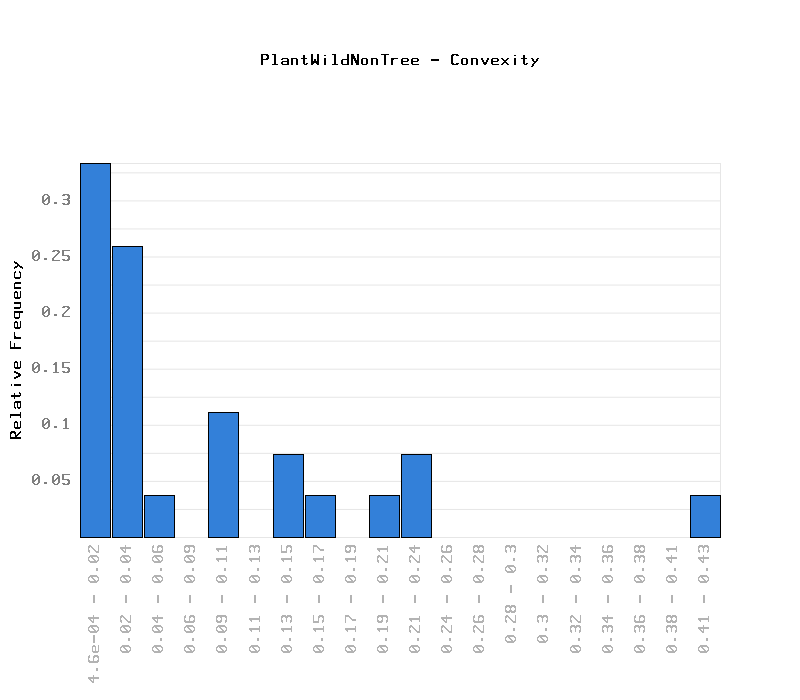 PlantWildNonTree - Convexity
Relative Frequency
0.3
0.25
0.2
0.15
0.1
0.05
4.6e-04 - 0.02
0.02 - 0.04
0.04 - 0.06
0.06 - 0.09
0.09 - 0.11
0.11 - 0.13
0.13 - 0.15
0.15 - 0.17
0.17 - 0.19
0.19 - 0.21
0.21 - 0.24
0.24 - 0.26
0.26 - 0.28
0.28 - 0.3
0.3 - 0.32
0.32 - 0.34
0.34 - 0.36
0.36 - 0.38
0.38 - 0.41
0.41 - 0.43